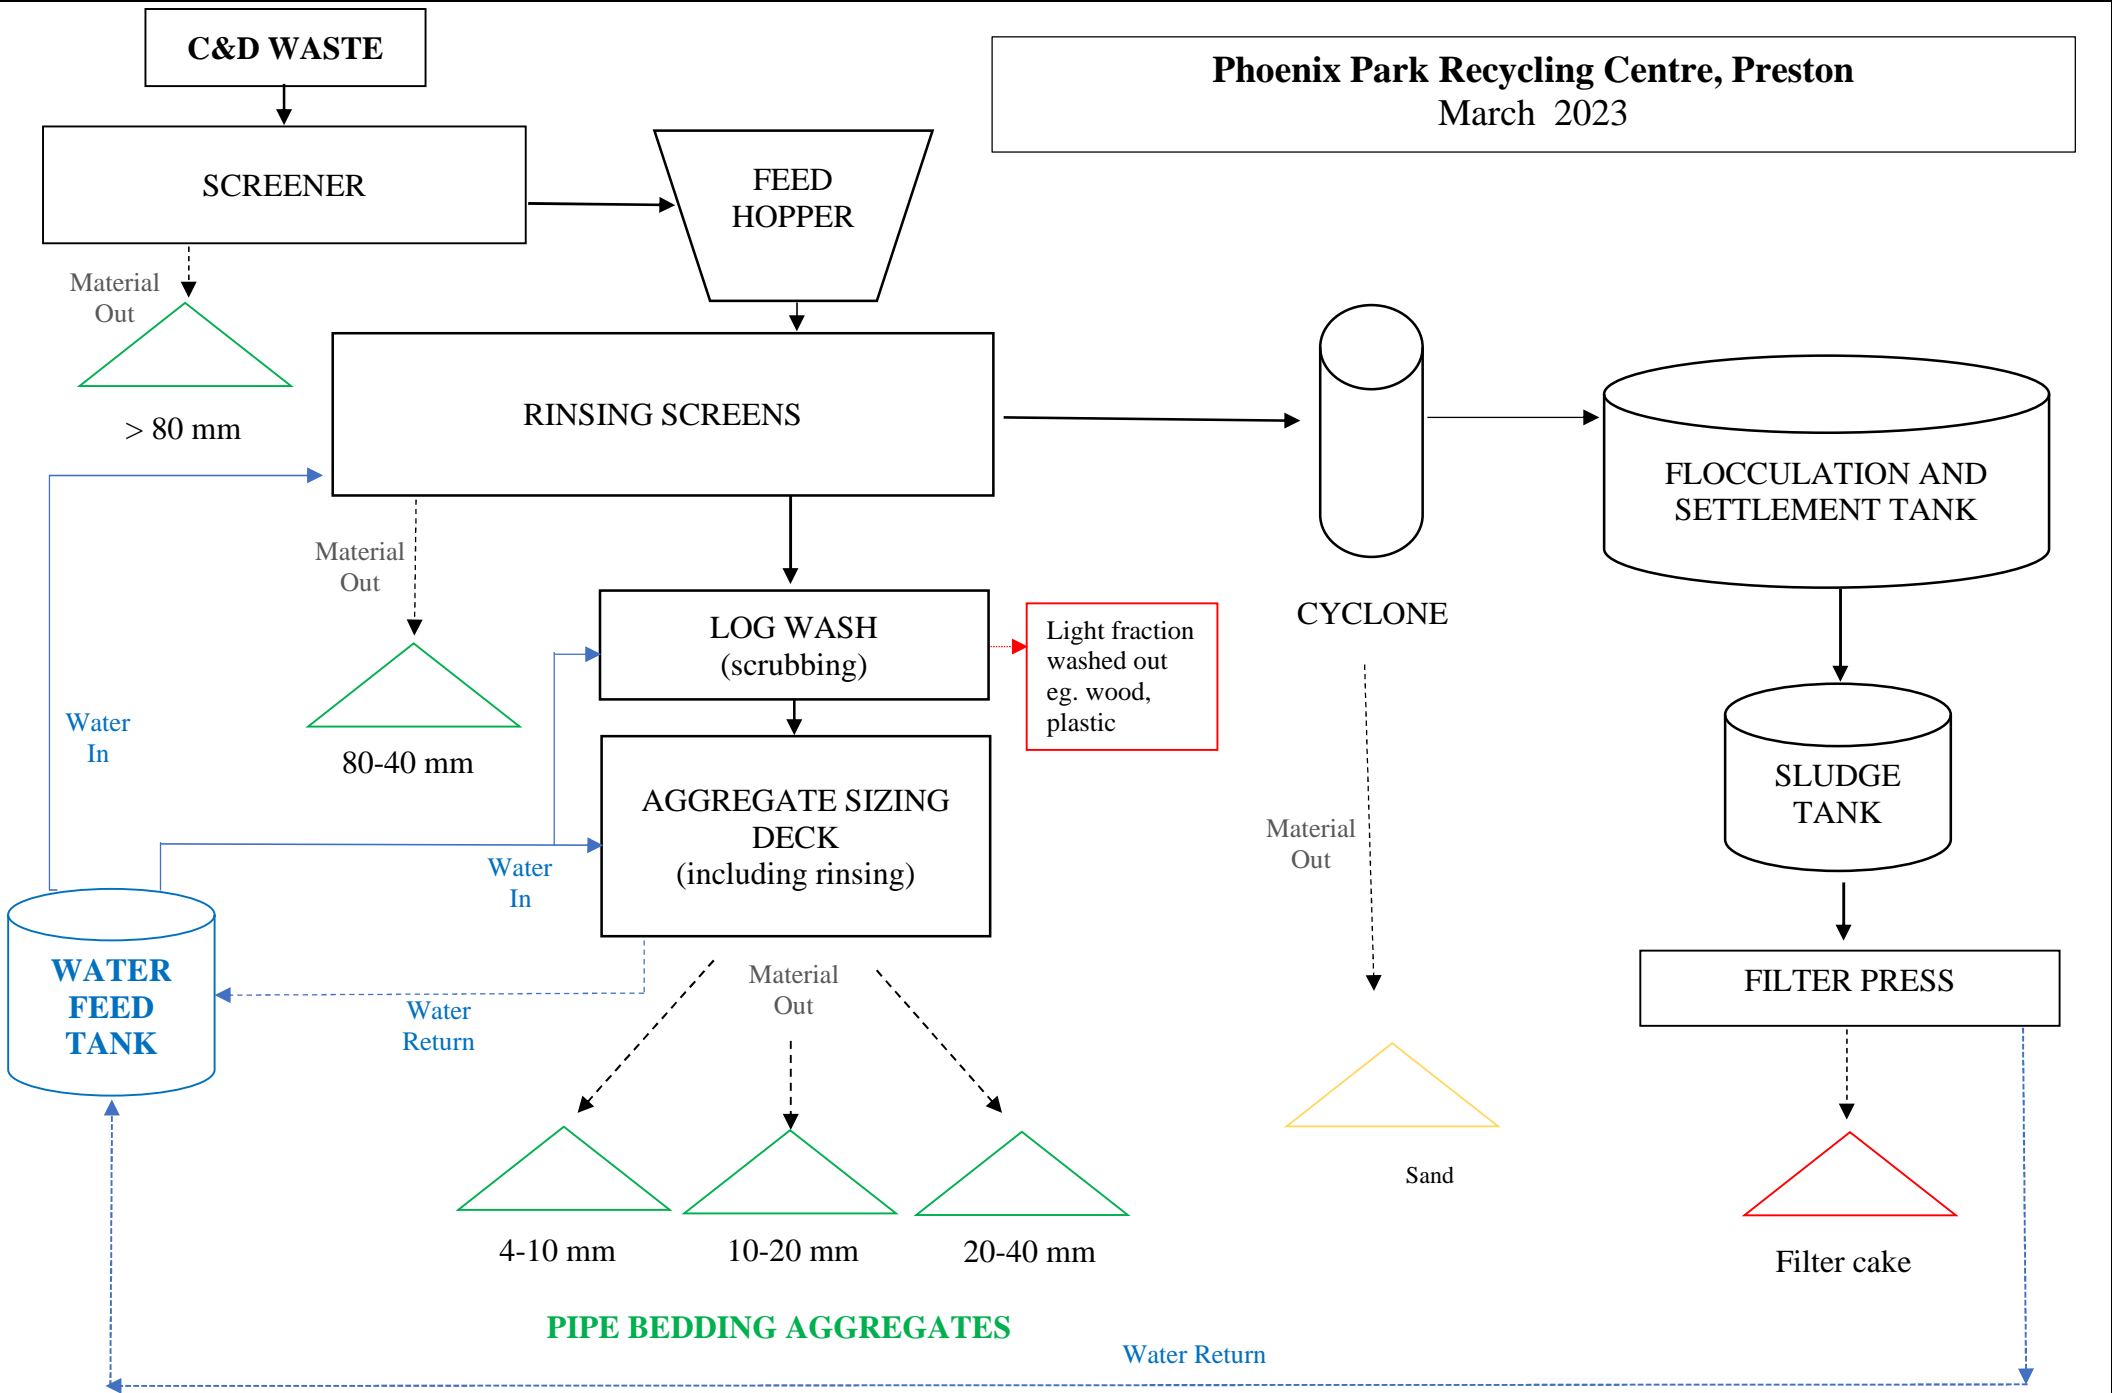 C&D WASTE
Phoenix Park Recycling Centre, Preston
March 2023
SCREENER
FEED
HOPPER
Material
Out
> 80 mm
RINSING SCREENS
FLOCCULATION AND
SETTLEMENT TANK
Material
Out
80-40 mm
LOG WASH
(scrubbing)
Light fraction
washed out
eg. wood,
plastic
CYCLONE
Water
In
AGGREGATE SIZING
DECK
(including rinsing)
SLUDGE
TANK
Material
Out
Water
In
WATER
FEED
TANK
Water
Return
Material
Out
FILTER PRESS
Sand
4-10 mm
10-20 mm
20-40 mm
Filter cake
PIPE BEDDING AGGREGATES
Water Return